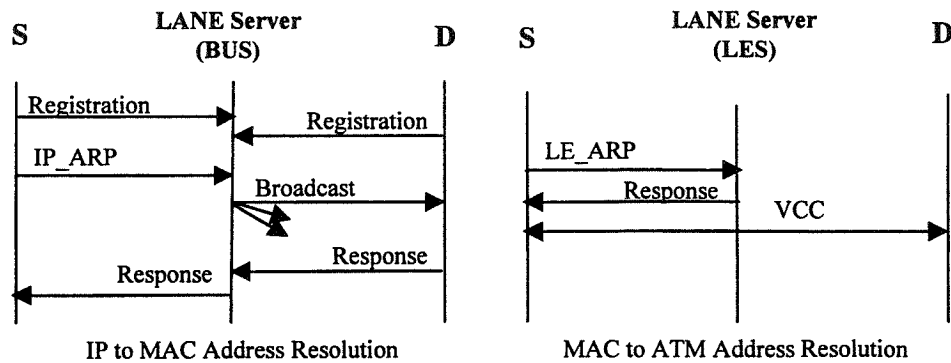 S
LANE Server
(BUS)
D
Registration
Registration
IP_ARP
Broadcast
Response
Response
IP to MAC Address Resolution
S
LANE Server
(LES)
D
LE_ARP
Response
VCC
MAC to ATM Address Resolution